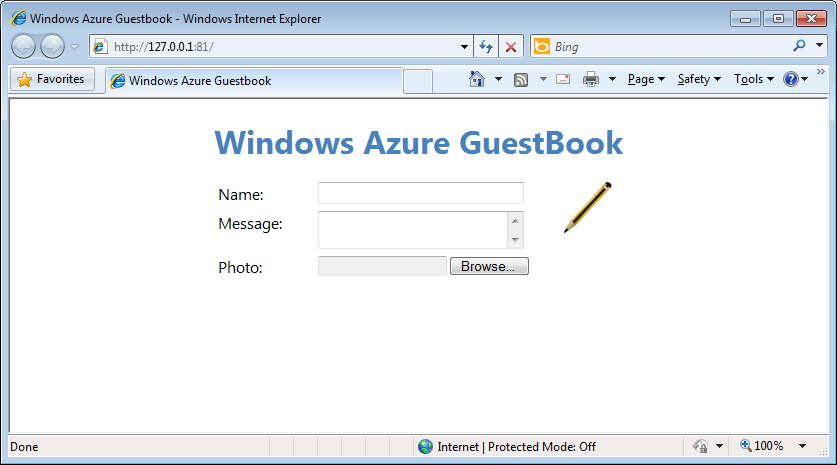 Windows Azure Guestbook - Windows Internet Explorer
http://127.0.0.1:81/
Bing
Favorites
Windows Azure Guestbook
Page
Safety
Tools
Windows Azure GuestBook
Name:
Message:
Photo:
Browse...
Done
Internet | Protected Mode: Off
100%